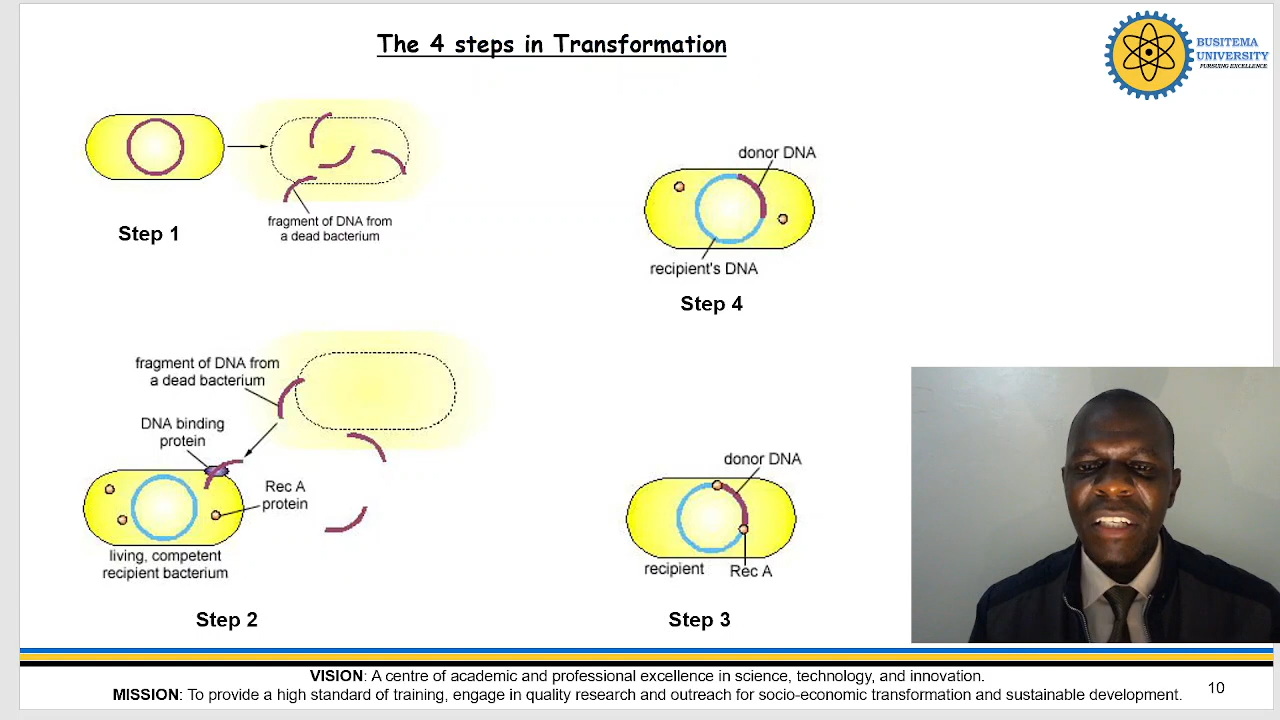 The 4 steps in Transformation
BUSITEMA
UNIVERSITY
PURSUING EXCELLENCE
fragment of DNA from
a dead bacterium
Step 1
donor DNA
recipient's DNA
Step 4
fragment of DNA from
a dead bacterium
DNA binding
protein
Rec A
protein
living, competent
recipient bacterium
Step 2
donor DNA
recipient
Rec A
Step 3
VISION: A centre of academic and professional excellence in science, technology, and innovation.
MISSION: To provide a high standard of training, engage in quality research and outreach for socio-economic transformation and sustainable development.
10